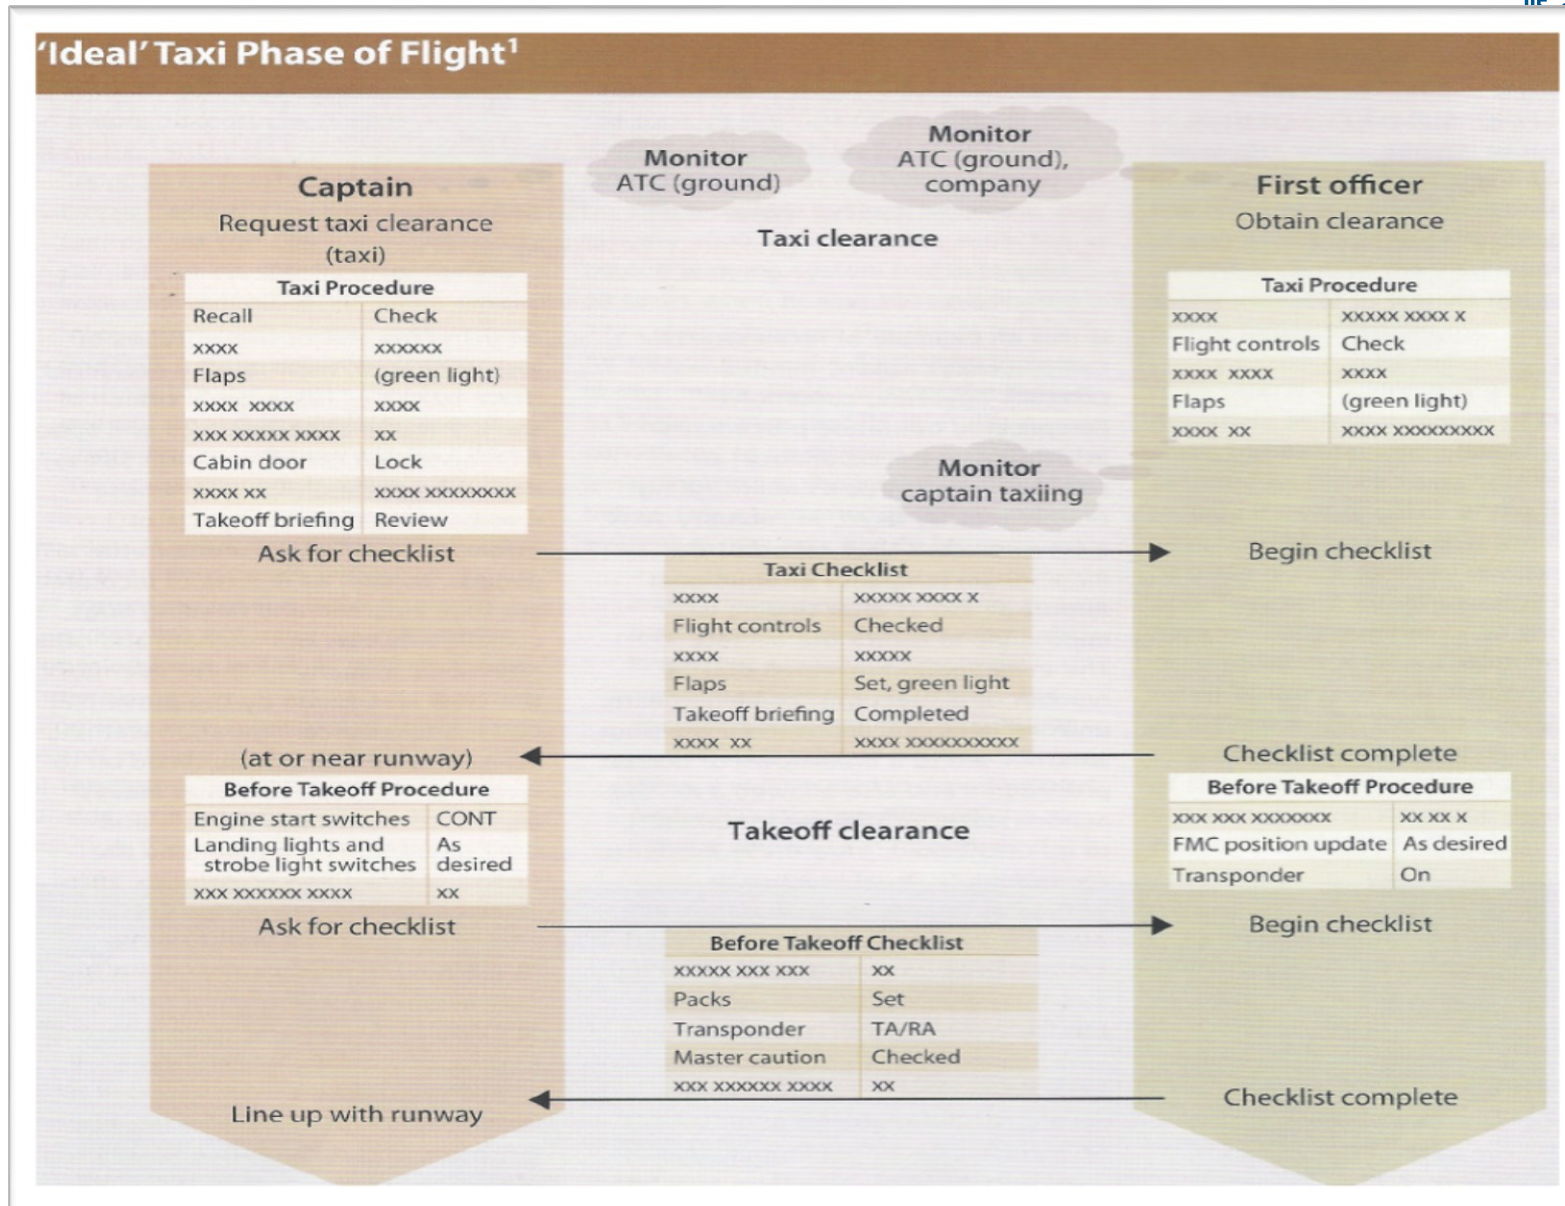 'Ideal' Taxi Phase of Flight¹
Monitor
ATC (ground)
Monitor
ATC (ground),
company
Captain
Request taxi clearance
(taxi)
Taxi Procedure
Recall Check
xxxx xxxxxx
Flaps (green light)
xxxx xxxx xxxx
xxx xxxxx xxxx xx
Cabin door Lock
xxxx xx xxxx xxxxxxxx
Takeoff briefing Review
Ask for checklist
Taxi clearance
First officer
Obtain clearance
Taxi Procedure
xxxx xxxxx xxxx x
Flight controls Check
xxxx xxxx xxxx
Flaps (green light)
xxxx xx xxxx xxxxxxxxx
Monitor
captain taxiing
Begin checklist
Taxi Checklist
xxxx xxxxx xxxx x
Flight controls Checked
xxxx xxxxx
Flaps Set, green light
Takeoff briefing Completed
xxxx xx xxxx xxxxxxxxxx
(at or near runway)
Checklist complete
Before Takeoff Procedure
Engine start switches CONT
Landing lights and As
strobe light switches desired
xxx xxxxxx xxxx xx
Ask for checklist
Takeoff clearance
Before Takeoff Procedure
xxx xxx xxxxxxx xx xx x
FMC position update As desired
Transponder On
Begin checklist
Before Takeoff Checklist
xxxxx xxx xxx xx
Packs Set
Transponder TA/RA
Master caution Checked
xxx xxxxxx xxxx xx
Line up with runway
Checklist complete